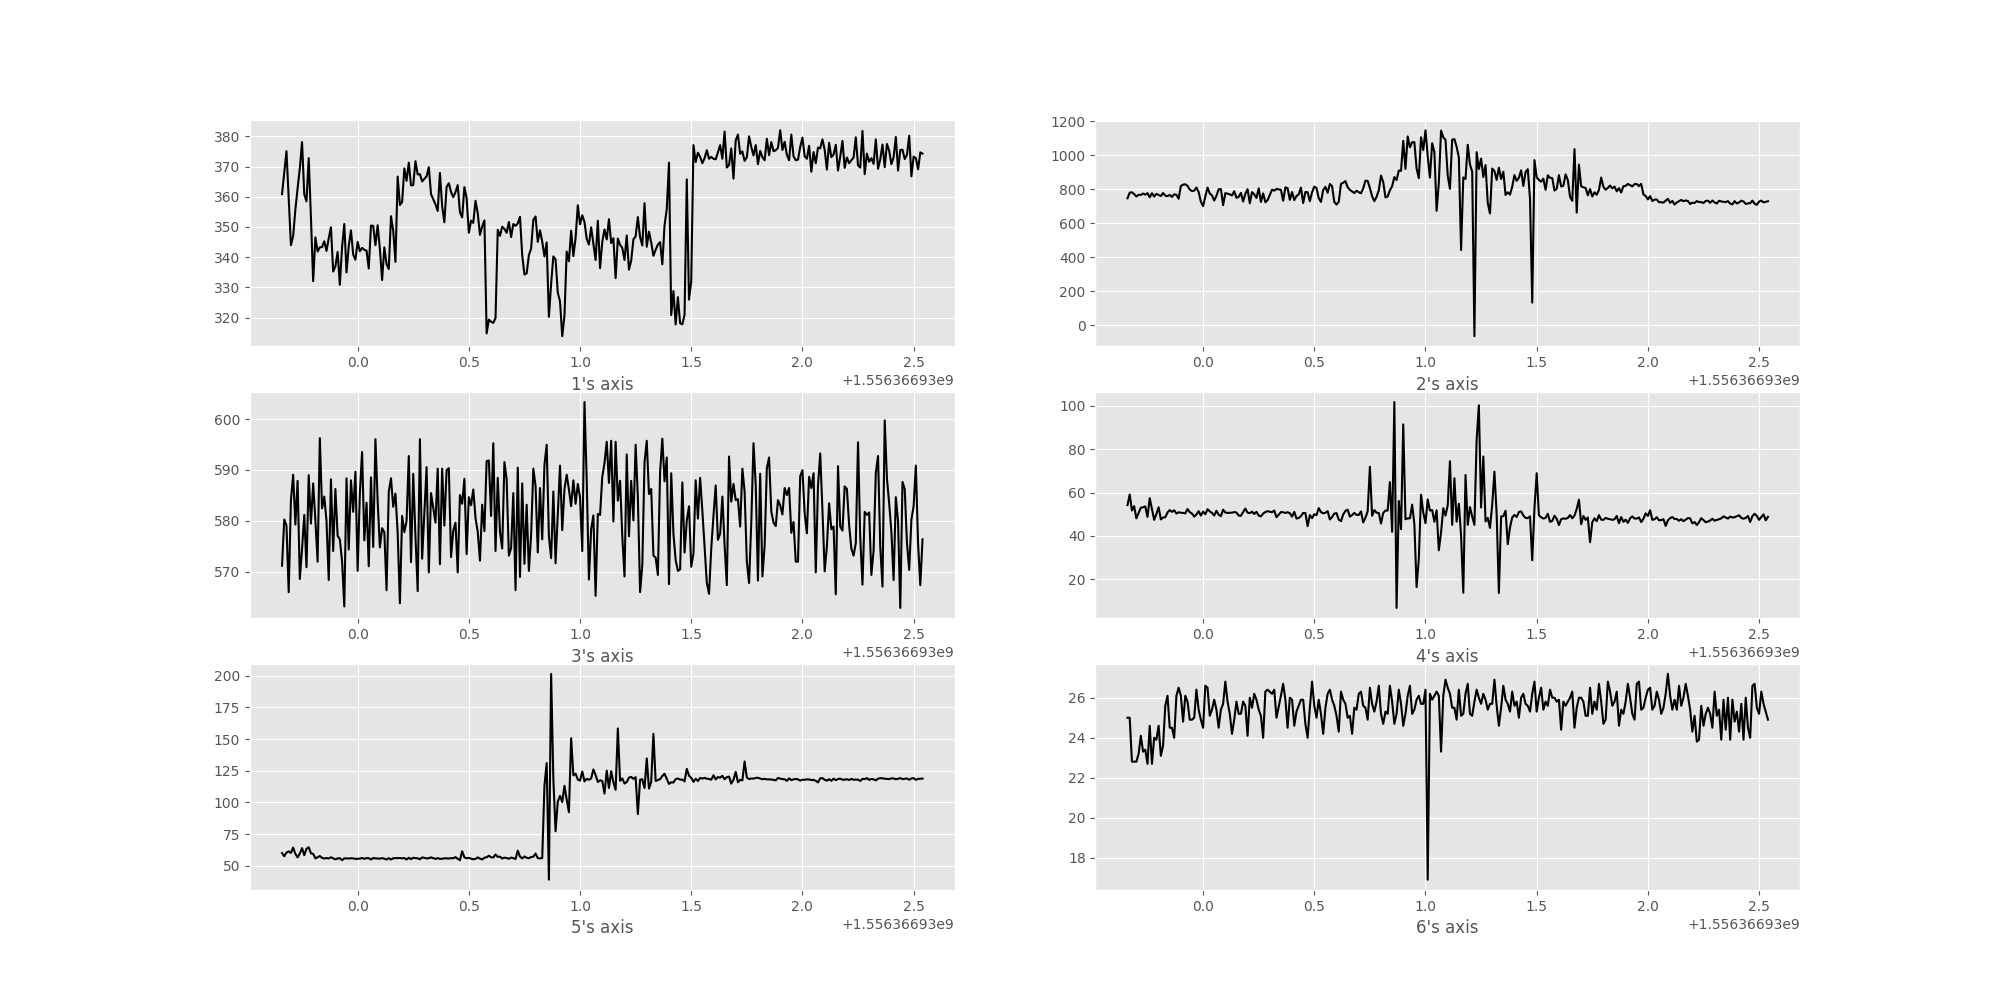 380
370
360
350
340
330
320
0.0 0.5 1.0 1.5 2.0 2.5
1's axis +1.55636693e9
1200
1000
800
600
400
200
0
0.0 0.5 1.0 1.5 2.0 2.5
2's axis +1.55636693e9
600
590
580
570
0.0 0.5 1.0 1.5 2.0 2.5
3's axis +1.55636693e9
100
80
60
40
20
0.0 0.5 1.0 1.5 2.0 2.5
4's axis +1.55636693e9
200
175
150
125
100
75
50
0.0 0.5 1.0 1.5 2.0 2.5
5's axis +1.55636693e9
26
24
22
20
18
0.0 0.5 1.0 1.5 2.0 2.5
6's axis +1.55636693e9